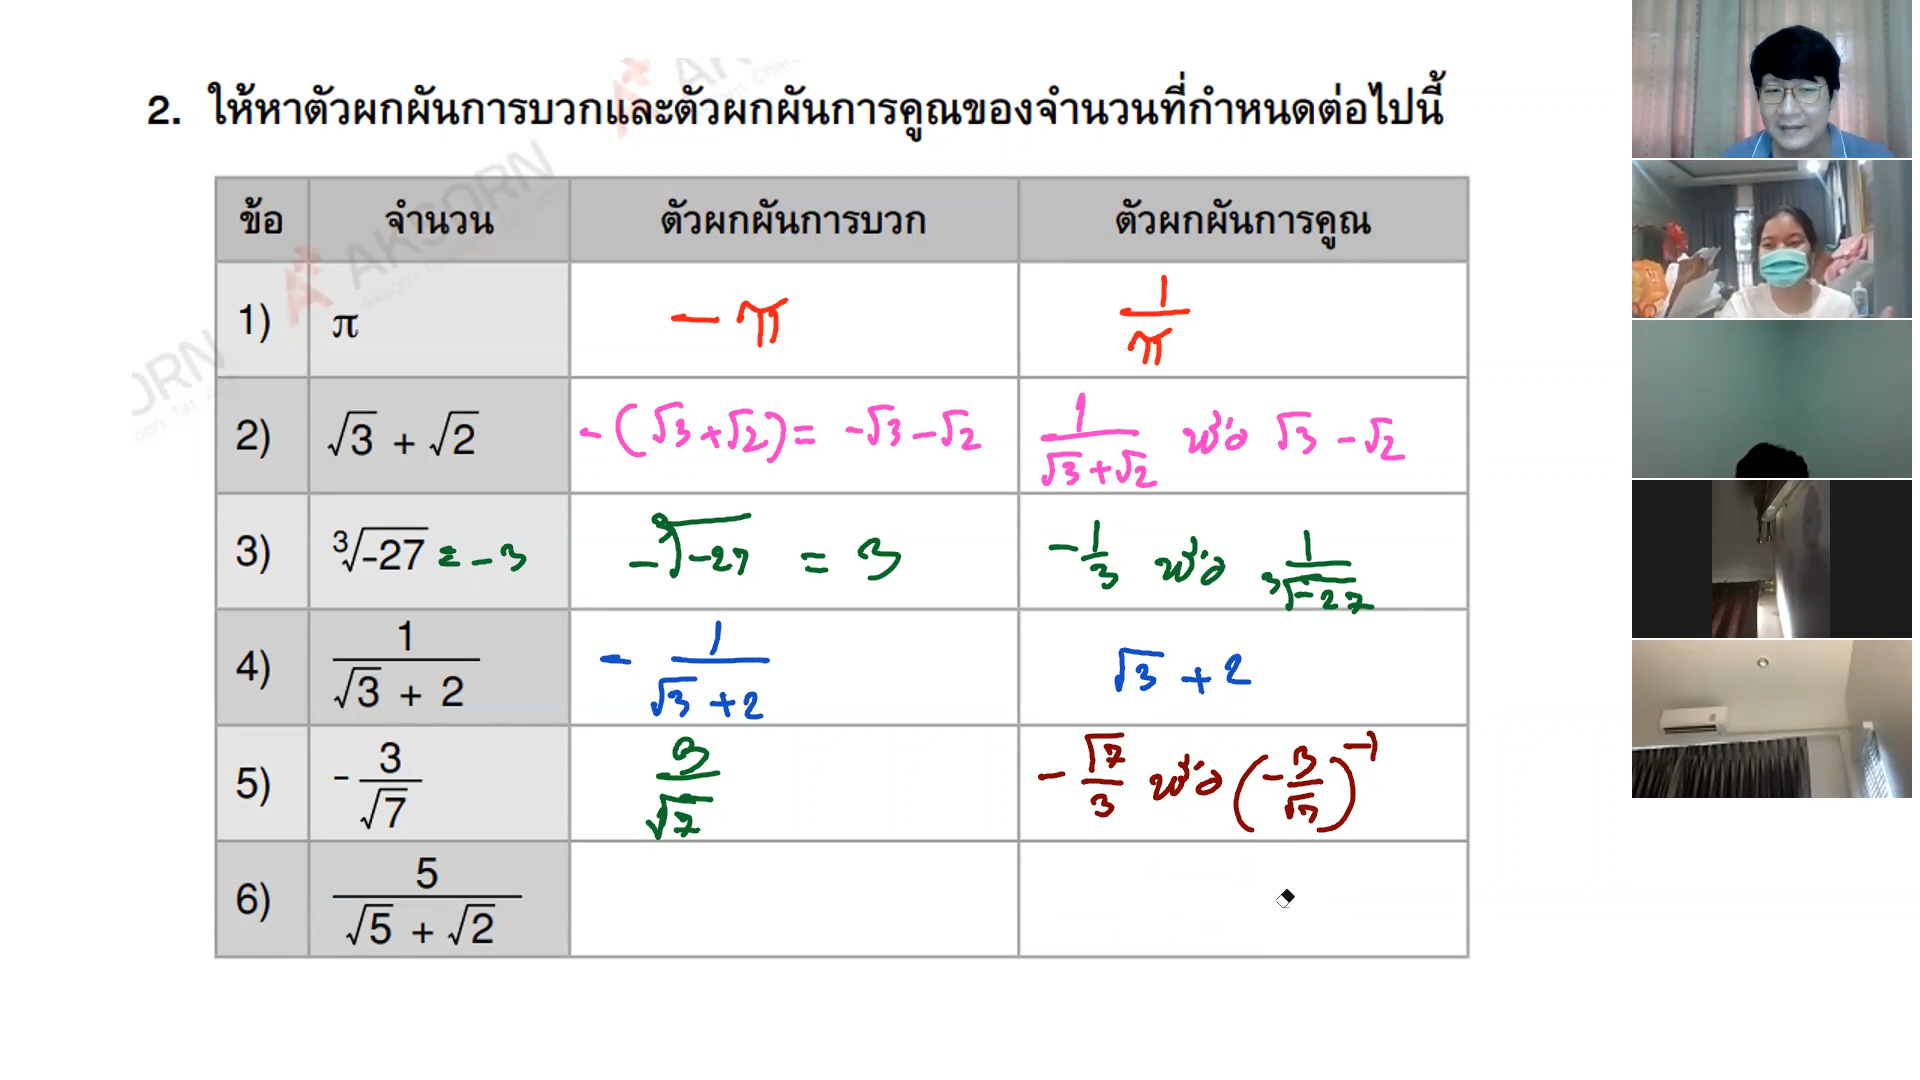 2. ให้หาตัวผกผันการบวกและตัวผกผันการคูณของจำนวนที่กำหนดต่อไปนี้
ข้อ จำนวน ตัวผกผันการบวก ตัวผกผันการคูณ
1) π -π 1/π
2) √3 + √2 -(√3+√2) = -√3-√2 1/(√3+√2) หรือ √3-√2
3) ³√-27 = -3 -³√-27 = 3 -1/3 หรือ 1/³√-27
4) 1/(√3 + 2) -1/(√3+2) √3+2
5) -3/√7 3/√7 -√7/3 หรือ (-3/√7)⁻¹
6) 5/(√5 + √2)
AKSORN